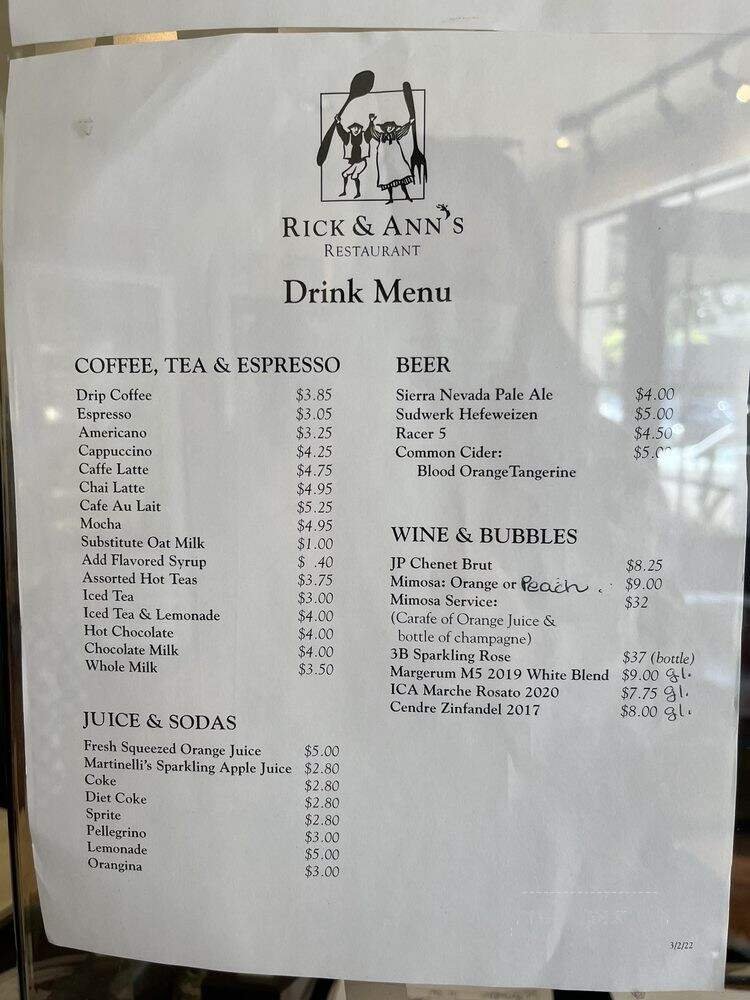 RICK & ANN'S
RESTAURANT
Drink Menu
COFFEE, TEA & ESPRESSO
Drip Coffee $3.85
Espresso $3.05
Americano $3.25
Cappuccino $4.25
Caffe Latte $4.75
Chai Latte $4.95
Cafe Au Lait $5.25
Mocha $4.95
Substitute Oat Milk $1.00
Add Flavored Syrup $ .40
Assorted Hot Teas $3.75
Iced Tea $3.00
Iced Tea & Lemonade $4.00
Hot Chocolate $4.00
Chocolate Milk $4.00
Whole Milk $3.50
JUICE & SODAS
Fresh Squeezed Orange Juice $5.00
Martinelli's Sparkling Apple Juice $2.80
Coke $2.80
Diet Coke $2.80
Sprite $2.80
Pellegrino $3.00
Lemonade $5.00
Orangina $3.00
BEER
Sierra Nevada Pale Ale $4.00
Sudwerk Hefeweizen $5.00
Racer 5 $4.50
Common Cider: $5.00
Blood OrangeTangerine
WINE & BUBBLES
JP Chenet Brut $8.25
Mimosa: Orange or Peach . $9.00
Mimosa Service: $32
(Carafe of Orange Juice &
bottle of champagne)
3B Sparkling Rose $37 (bottle)
Margerum M5 2019 White Blend $9.00 gl.
ICA Marche Rosato 2020 $7.75 gl.
Cendre Zinfandel 2017 $8.00 gl.
3/2/22